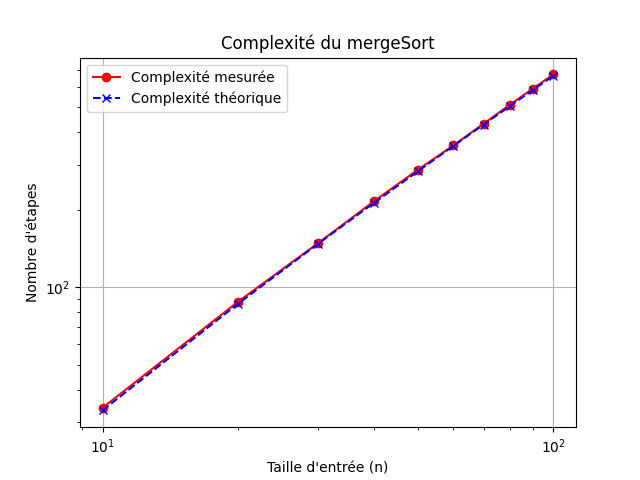 Complexité du mergeSort
Complexité mesurée
Complexité théorique
Nombre d'étapes
10²
10¹
10²
Taille d'entrée (n)